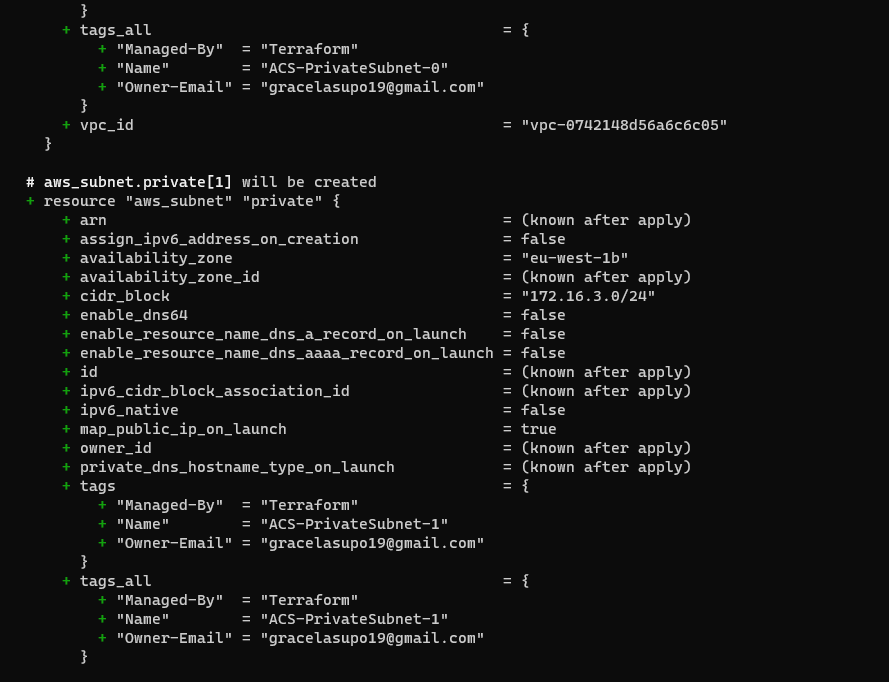 }
+ tags_all = {
+ "Managed-By" = "Terraform"
+ "Name" = "ACS-PrivateSubnet-0"
+ "Owner-Email" = "gracelasupo19@gmail.com"
}
+ vpc_id = "vpc-0742148d56a6c6c05"
}
# aws_subnet.private[1] will be created
+ resource "aws_subnet" "private" {
+ arn = (known after apply)
+ assign_ipv6_address_on_creation = false
+ availability_zone = "eu-west-1b"
+ availability_zone_id = (known after apply)
+ cidr_block = "172.16.3.0/24"
+ enable_dns64 = false
+ enable_resource_name_dns_a_record_on_launch = false
+ enable_resource_name_dns_aaaa_record_on_launch = false
+ id = (known after apply)
+ ipv6_cidr_block_association_id = (known after apply)
+ ipv6_native = false
+ map_public_ip_on_launch = true
+ owner_id = (known after apply)
+ private_dns_hostname_type_on_launch = (known after apply)
+ tags = {
+ "Managed-By" = "Terraform"
+ "Name" = "ACS-PrivateSubnet-1"
+ "Owner-Email" = "gracelasupo19@gmail.com"
}
+ tags_all = {
+ "Managed-By" = "Terraform"
+ "Name" = "ACS-PrivateSubnet-1"
+ "Owner-Email" = "gracelasupo19@gmail.com"
}